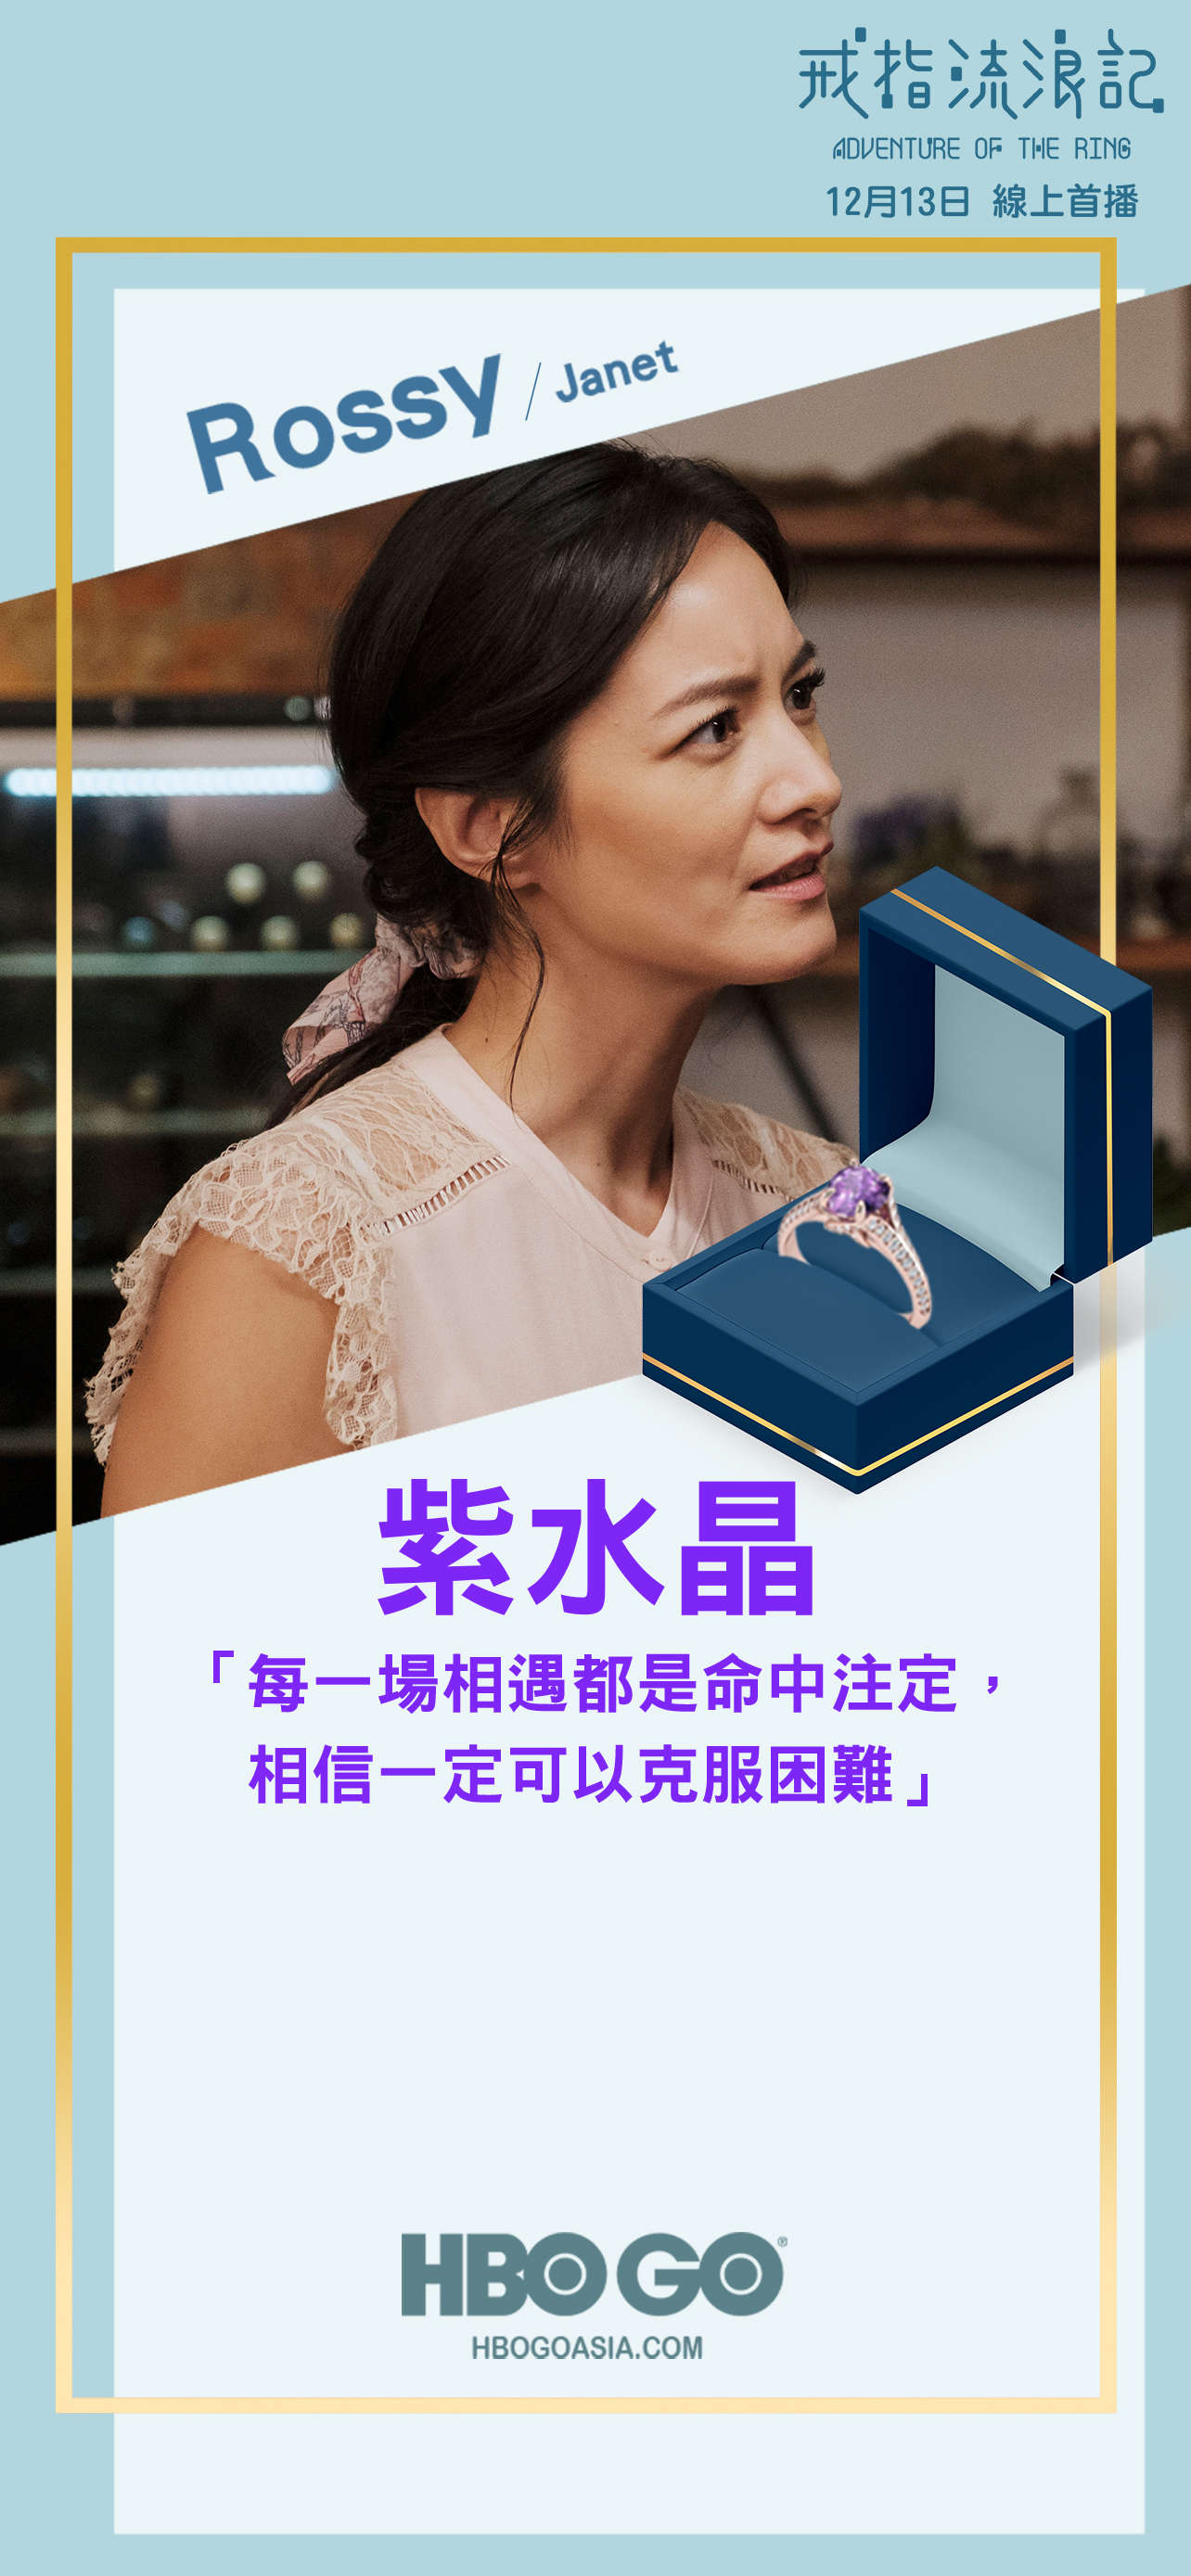 戒指流浪記
ADVENTURE OF THE RING
12月13日 線上首播
Rossy / Janet
紫水晶
「每一場相遇都是命中注定，
相信一定可以克服困難」
HBO GO®
HBOGOASIA.COM